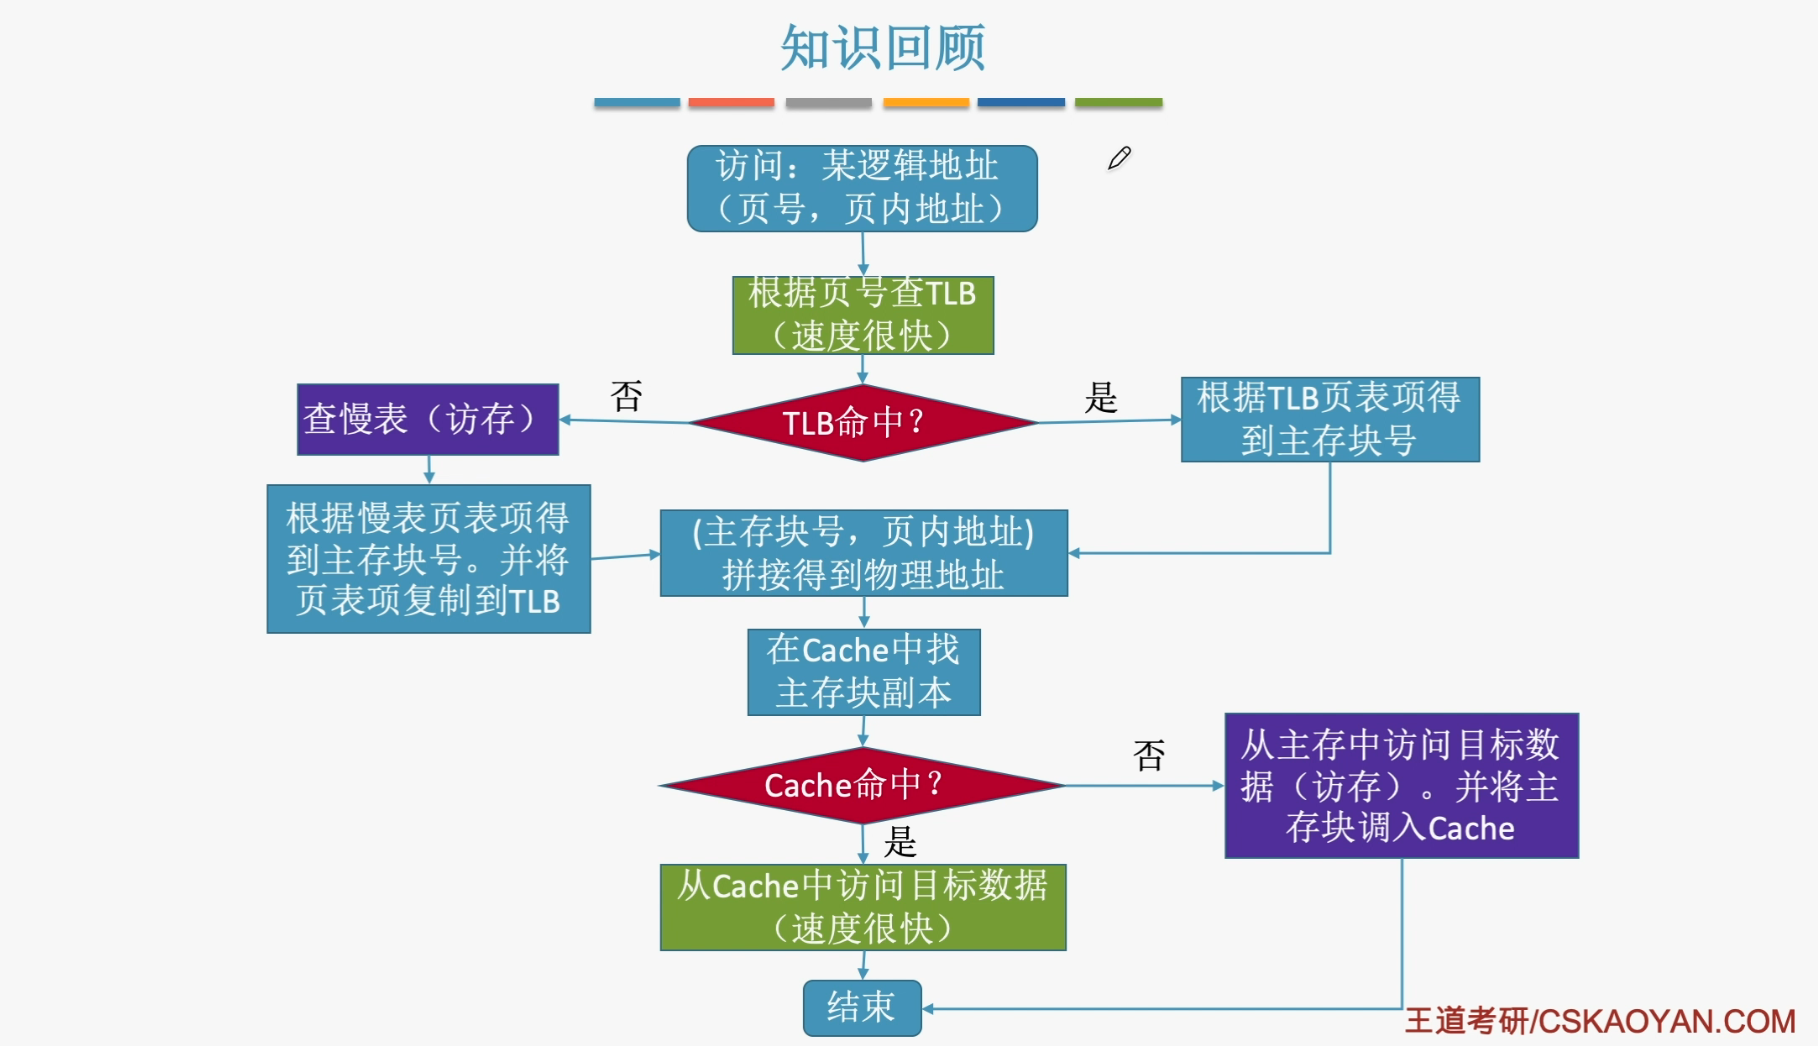 知识回顾
访问：某逻辑地址
（页号，页内地址）
根据页号查TLB
（速度很快）
否
是
查慢表（访存）
TLB命中？
根据TLB页表项得
到主存块号
根据慢表页表项得
到主存块号。并将
页表项复制到TLB
(主存块号，页内地址)
拼接得到物理地址
在Cache中找
主存块副本
Cache命中？
否
从主存中访问目标数
据（访存）。并将主
存块调入Cache
是
从Cache中访问目标数据
（速度很快）
结束
王道考研/CSKAOYAN.COM